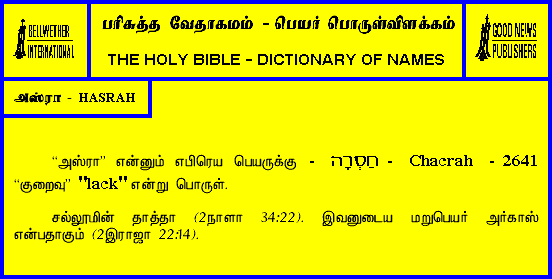 BELLWETHER
INTERNATIONAL
பரிசுத்த வேதாகமம் - பெயர் பொருள்விளக்கம்
THE HOLY BIBLE - DICTIONARY OF NAMES
GOOD NEWS
PUBLISHERS
அஸ்ரா - HASRAH
“அஸ்ரா” என்னும் எபிரெய பெயருக்கு - חַסְרָה - Chacrah - 2641
“குறைவு” "lack" என்று பொருள்.
சல்லூமின் தாத்தா (2நாளா 34:22). இவனுடைய மறுபெயர் அர்காஸ்
என்பதாகும் (2இராஜா 22:14).